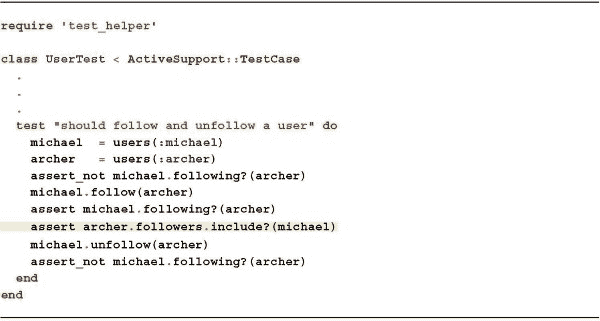 require 'test_helper'
class UserTest < ActiveSupport::TestCase
.
.
.
test "should follow and unfollow a user" do
michael = users(:michael)
archer = users(:archer)
assert_not michael.following?(archer)
michael.follow(archer)
assert michael.following?(archer)
assert archer.followers.include?(michael)
michael.unfollow(archer)
assert_not michael.following?(archer)
end
end